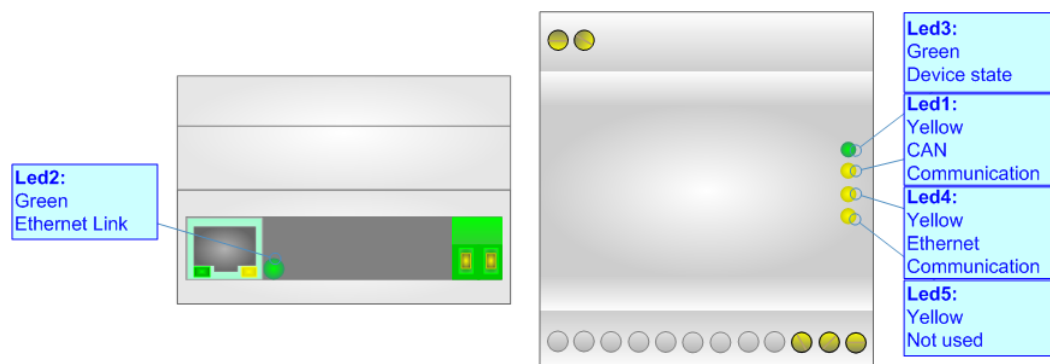 Led2:
Green
Ethernet Link
Led3:
Green
Device state
Led1:
Yellow
CAN
Communication
Led4:
Yellow
Ethernet
Communication
Led5:
Yellow
Not used